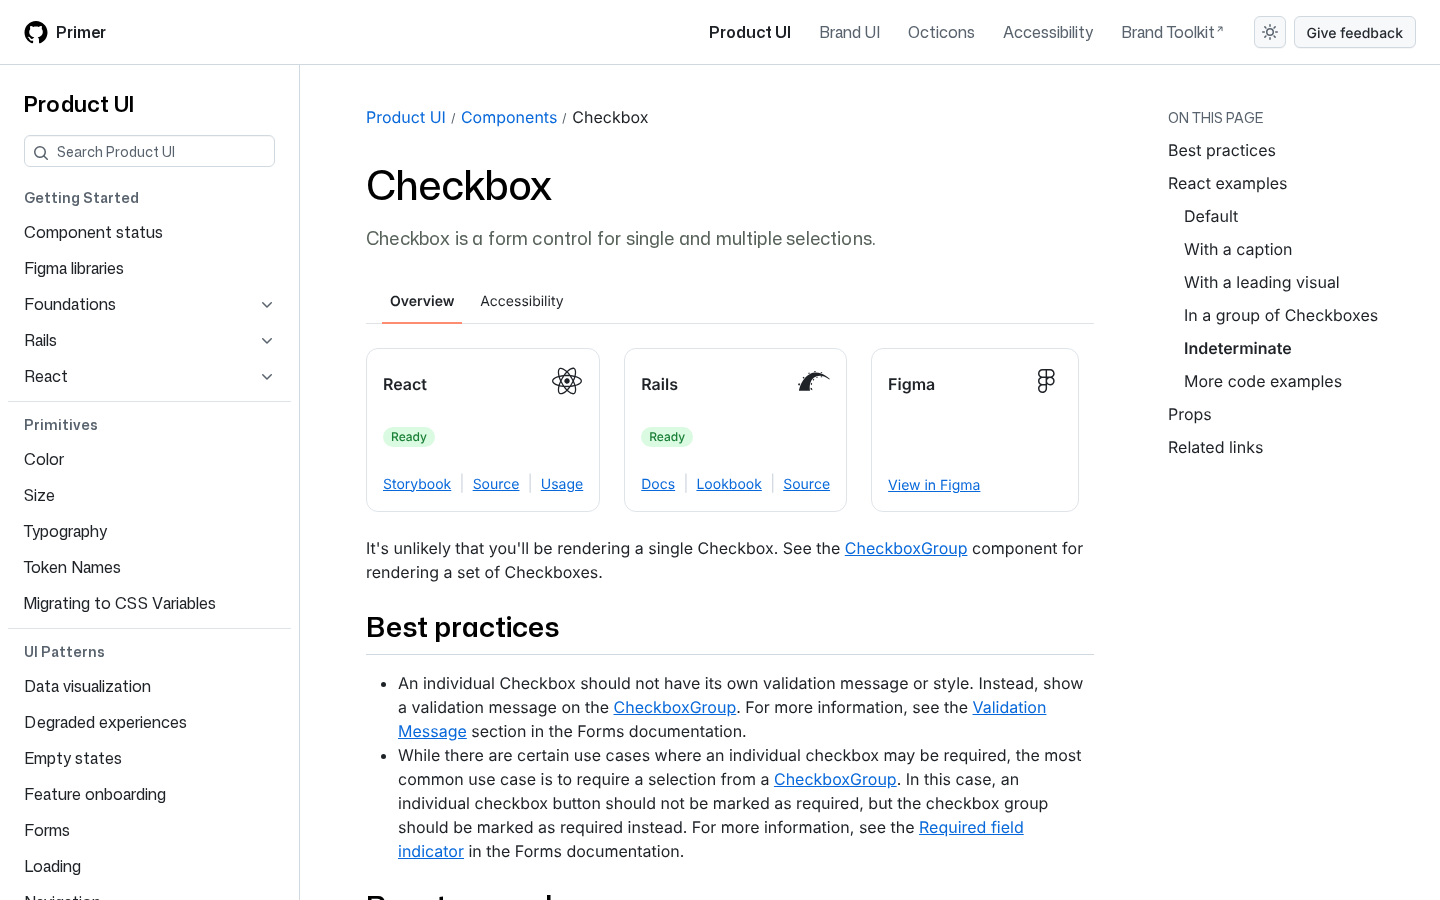 Primer
Product UI
Brand UI
Octicons
Accessibility
Brand Toolkit↗
Give feedback
Product UI
Search Product UI
Getting Started
Component status
Figma libraries
Foundations
Rails
React
Primitives
Color
Size
Typography
Token Names
Migrating to CSS Variables
UI Patterns
Data visualization
Degraded experiences
Empty states
Feature onboarding
Forms
Loading
Navigation
Product UI / Components / Checkbox
Checkbox
Checkbox is a form control for single and multiple selections.
Overview
Accessibility
React
Ready
Storybook
Source
Usage
Rails
Ready
Docs
Lookbook
Source
Figma
View in Figma
It's unlikely that you'll be rendering a single Checkbox. See the CheckboxGroup component for
rendering a set of Checkboxes.
Best practices
• An individual Checkbox should not have its own validation message or style. Instead, show
a validation message on the CheckboxGroup. For more information, see the Validation
Message section in the Forms documentation.
• While there are certain use cases where an individual checkbox may be required, the most
common use case is to require a selection from a CheckboxGroup. In this case, an
individual checkbox button should not be marked as required, but the checkbox group
should be marked as required instead. For more information, see the Required field
indicator in the Forms documentation.
ON THIS PAGE
Best practices
React examples
Default
With a caption
With a leading visual
In a group of Checkboxes
Indeterminate
More code examples
Props
Related links